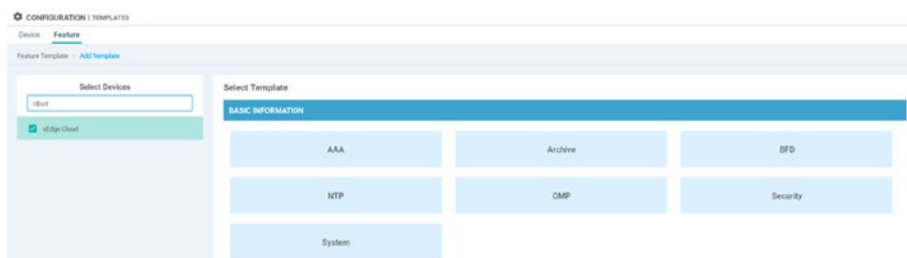 CONFIGURATION | TEMPLATES
Device Feature
Feature Template > Add Template
Select Devices
cloud
vEdge Cloud
Select Template
BASIC INFORMATION
AAA Archive BFD
NTP OMP Security
System